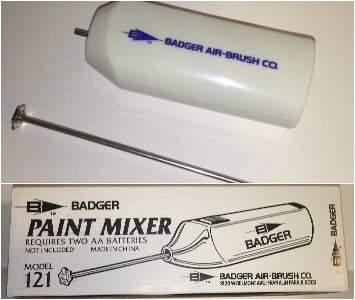 BADGER AIR-BRUSH CO.
BADGER
TM
PAINT MIXER
REQUIRES TWO AA BATTERIES
NOT INCLUDED MADE IN CHINA
MODEL
121
BADGER
BADGER AIR-BRUSH CO.
BADGER